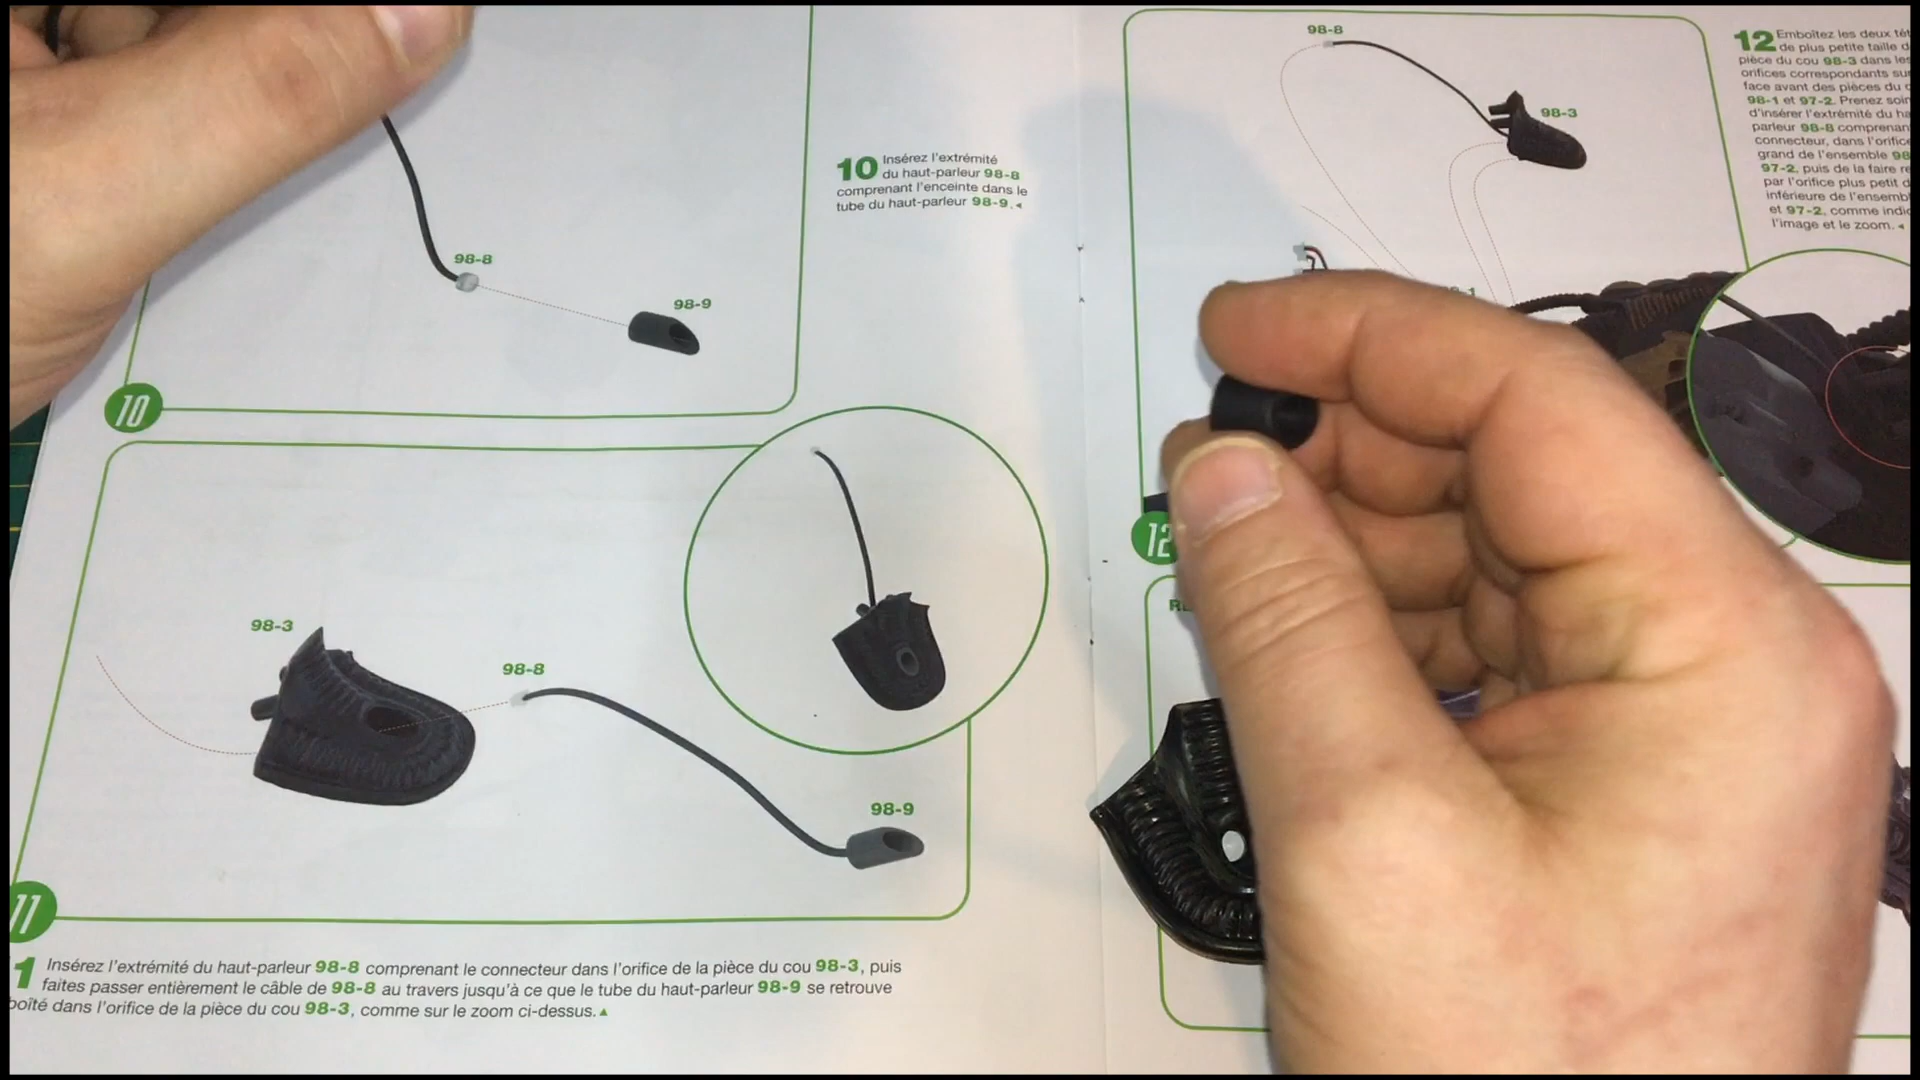 98-8
98-9
10
10 Insérez l'extrémité
du haut-parleur 98-8
comprenant l'enceinte dans le
tube du haut-parleur 98-9.
98-3
98-8
98-9
11
1 Insérez l'extrémité du haut-parleur 98-8 comprenant le connecteur dans l'orifice de la pièce du cou 98-3, puis
faites passer entièrement le câble de 98-8 au travers jusqu'à ce que le tube du haut-parleur 98-9 se retrouve
boîté dans l'orifice de la pièce du cou 98-3, comme sur le zoom ci-dessus.
98-8
98-3
12
12 Emboîtez les deux
de plus petite taille
pièce du cou 98-3 dans
orifices correspondants
face avant des pièces du
98-1 et 97-2. Prenez
d'insérer l'extrémité du
parleur 98-8
connecteur, dans
grand de l'ensemble
97-2, puis de la faire
par l'orifice plus petit
inférieure de
et 97-2, comme
l'image et le zoom.